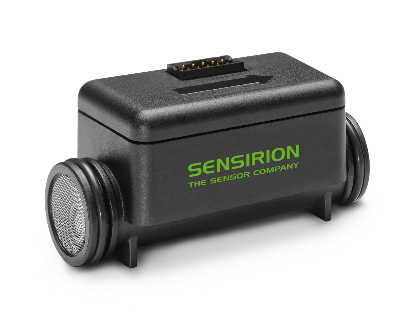 SENSIRION
THE SENSOR COMPANY